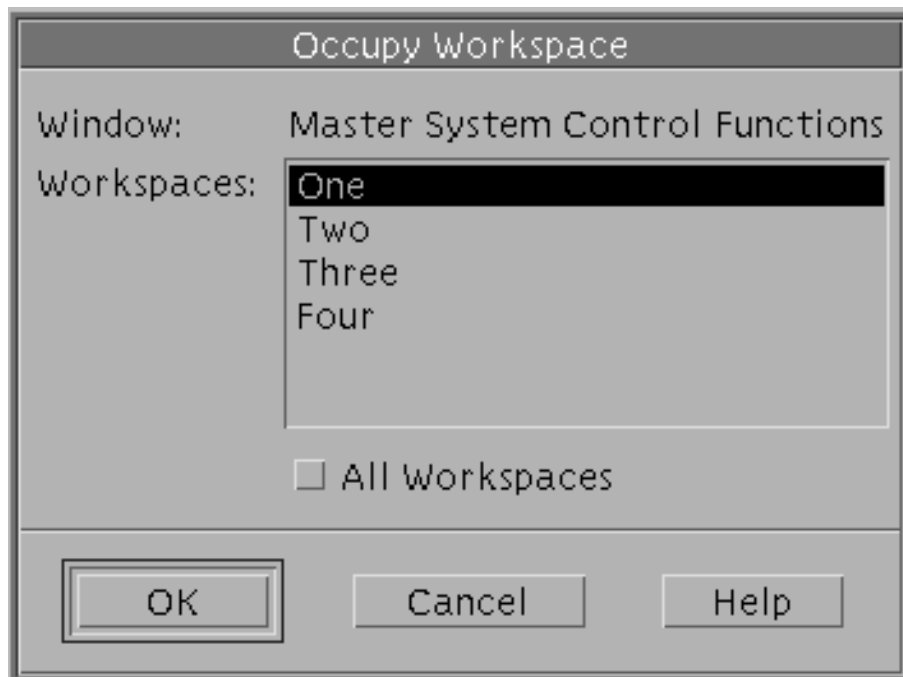 Occupy Workspace
Window: Master System Control Functions
Workspaces: One
Two
Three
Four
All Workspaces
OK Cancel Help